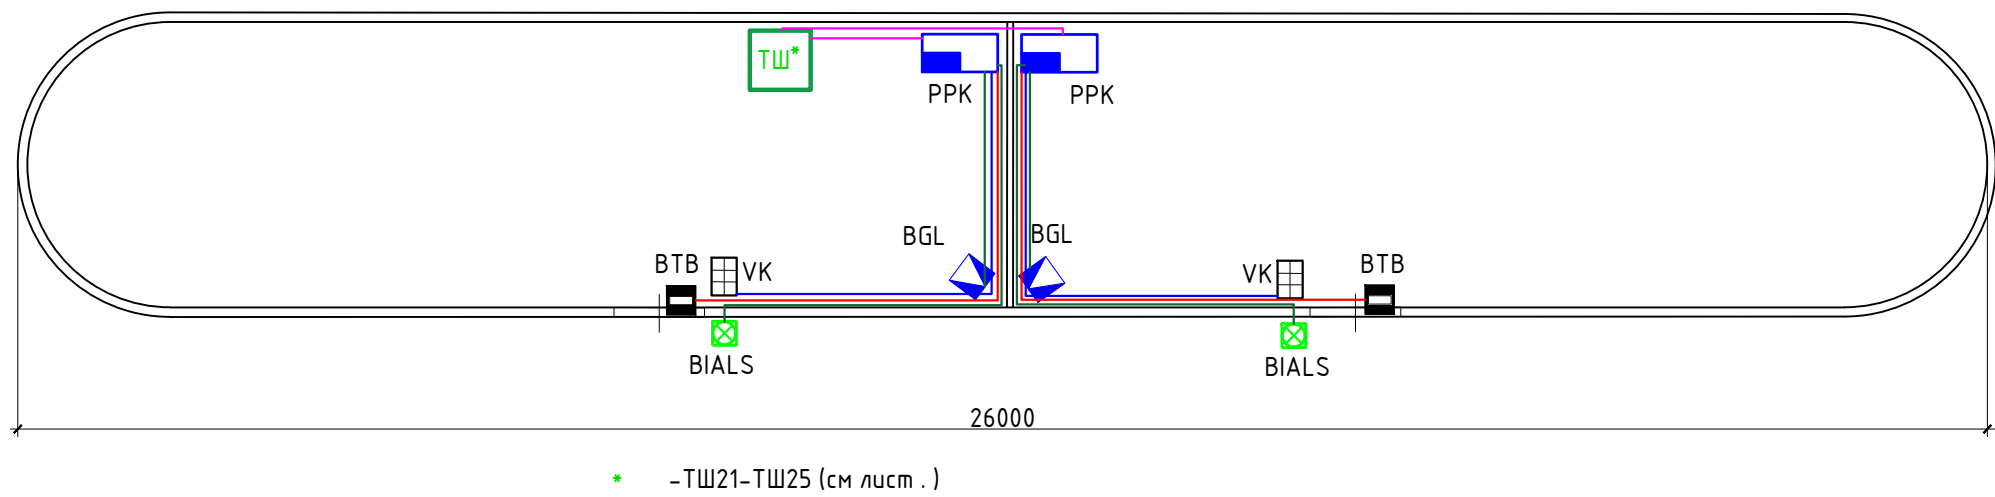 ТШ*
PPK
PPK
BGL
BGL
BTB
VK
VK
BTB
BIALS
BIALS
26000
* -ТШ21-ТШ25 (см лист . )